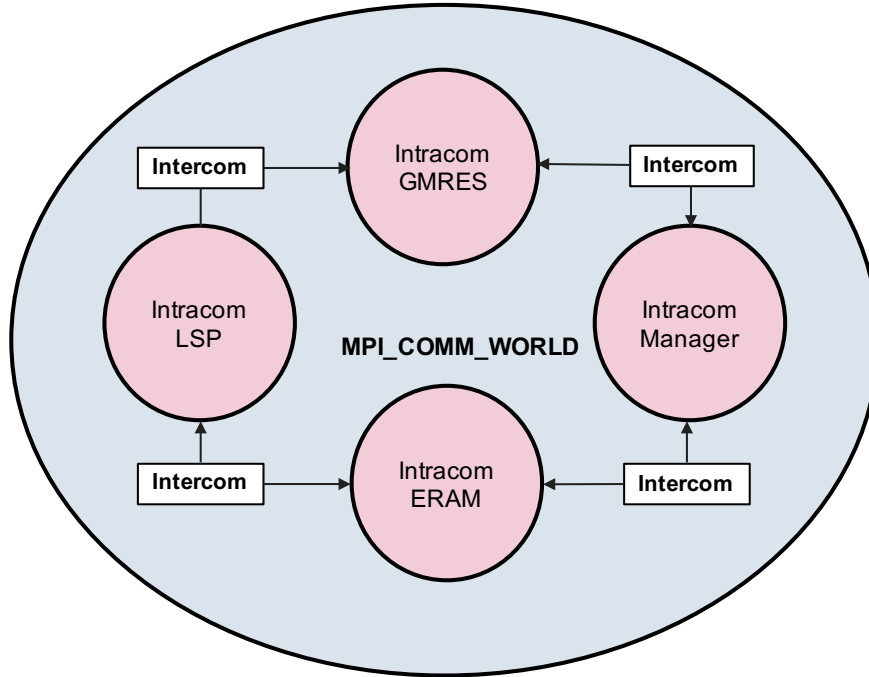 Intracom
GMRES
Intercom
Intercom
Intracom
LSP
Intracom
Manager
MPI_COMM_WORLD
Intercom
Intracom
ERAM
Intercom